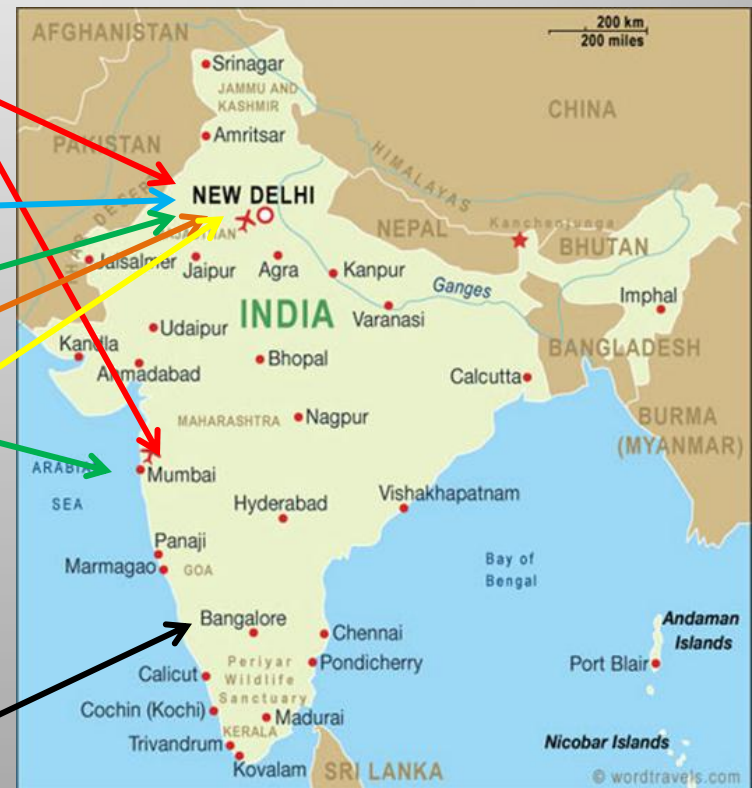 AFGHANISTAN
200 km
200 miles
Srinagar
JAMMU AND
KASHMIR
CHINA
PAKISTAN
Amritsar
HIMALAYAS
NEW DELHI
NEPAL
Kanchenjunga
BHUTAN
DESERT
Jaisalmer
Jaipur
Agra
Kanpur
Ganges
Imphal
Udaipur
INDIA
Varanasi
BANGLADESH
Kandla
Ahmadabad
Bhopal
Calcutta
MAHARASHTRA
Nagpur
BURMA
(MYANMAR)
ARABIAN
SEA
Mumbai
Hyderabad
Vishakhapatnam
Panaji
Marmagao
GOA
Bay of
Bengal
Bangalore
Chennai
Andaman
Islands
Calicut
Periyar
Wildlife
Sanctuary
Pondicherry
Port Blair
Cochin (Kochi)
Madurai
KERALA
Trivandrum
Kovalam
Nicobar Islands
SRI LANKA
© wordtravels.com